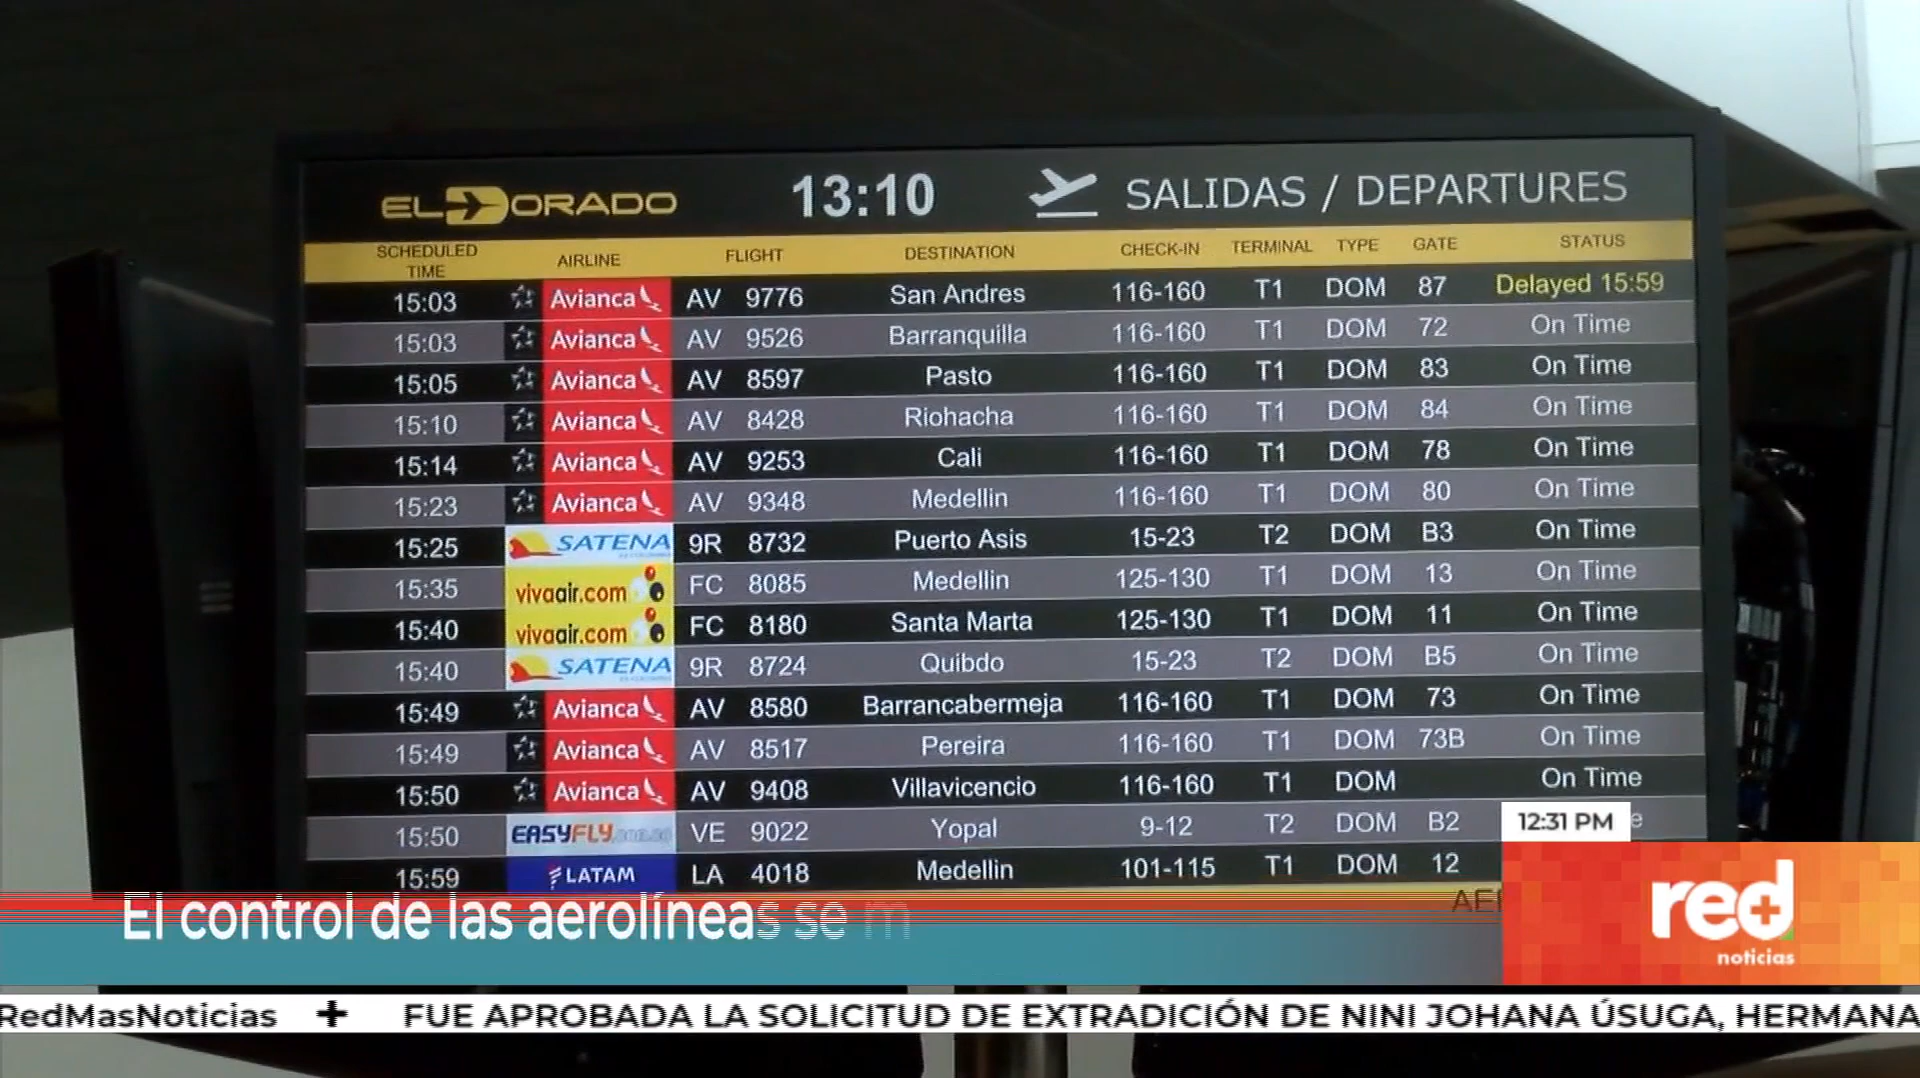 EL DORADO 13:10 SALIDAS / DEPARTURES
SCHEDULED TIME AIRLINE FLIGHT DESTINATION CHECK-IN TERMINAL TYPE GATE STATUS
15:03 Avianca AV 9776 San Andres 116-160 T1 DOM 87 Delayed 15:59
15:03 Avianca AV 9526 Barranquilla 116-160 T1 DOM 72 On Time
15:05 Avianca AV 8597 Pasto 116-160 T1 DOM 83 On Time
15:10 Avianca AV 8428 Riohacha 116-160 T1 DOM 84 On Time
15:14 Avianca AV 9253 Cali 116-160 T1 DOM 78 On Time
15:23 Avianca AV 9348 Medellin 116-160 T1 DOM 80 On Time
15:25 SATENA 9R 8732 Puerto Asis 15-23 T2 DOM B3 On Time
15:35 vivaair.com FC 8085 Medellin 125-130 T1 DOM 13 On Time
15:40 vivaair.com FC 8180 Santa Marta 125-130 T1 DOM 11 On Time
15:40 SATENA 9R 8724 Quibdo 15-23 T2 DOM B5 On Time
15:49 Avianca AV 8580 Barrancabermeja 116-160 T1 DOM 73 On Time
15:49 Avianca AV 8517 Pereira 116-160 T1 DOM 73B On Time
15:50 Avianca AV 9408 Villavicencio 116-160 T1 DOM On Time
15:50 EASYFLY VE 9022 Yopal 9-12 T2 DOM B2
15:59 LATAM LA 4018 Medellin 101-115 T1 DOM 12
12:31 PM
El control de las aerolíneas se m
red+
noticias
RedMasNoticias + FUE APROBADA LA SOLICITUD DE EXTRADICIÓN DE NINI JOHANA ÚSUGA, HERMANA